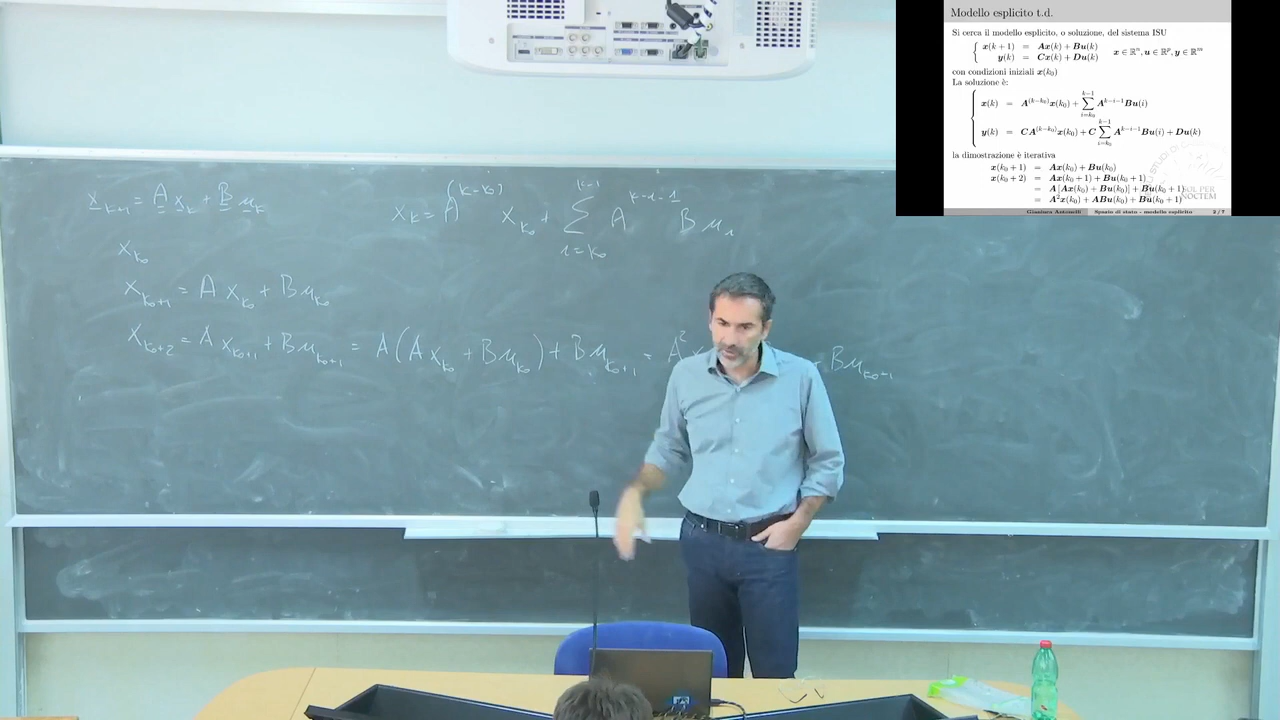 Modello esplicito t.d.
Si cerca il modello esplicito, o soluzione, del sistema ISU
{ x(k+1) = Ax(k) + Bu(k)
y(k) = Cx(k) + Du(k) x ∈ ℝⁿ, u ∈ ℝᵖ, y ∈ ℝᵐ
con condizioni iniziali x(k₀)
La soluzione è:
{ x(k) = A^(k−k₀) x(k₀) + ∑_{i=k₀}^{k−1} A^{k−i−1} Bu(i)
y(k) = CA^(k−k₀) x(k₀) + C ∑_{i=k₀}^{k−1} A^{k−i−1} Bu(i) + Du(k)
la dimostrazione è iterativa
x(k₀+1) = Ax(k₀) + Bu(k₀)
x(k₀+2) = Ax(k₀+1) + Bu(k₀+1)
= A [Ax(k₀) + Bu(k₀)] + Bu(k₀+1)
= A²x(k₀) + ABu(k₀) + Bu(k₀+1)
SOL PER
NOCTEM
Gianluca Antonelli Spazio di stato - modello esplicito 2/7
x_{k+1} = A x_k + B u_k
x_k = A^{(k-k₀)} x_{k₀} + ∑_{i=k₀}^{k-1} A^{k-i-1} B u_i
x_{k₀}
x_{k₀+1} = A x_{k₀} + B u_{k₀}
x_{k₀+2} = A x_{k₀+1} + B u_{k₀+1} = A(A x_{k₀} + B u_{k₀}) + B u_{k₀+1} = A² x + B u_{k₀+1}